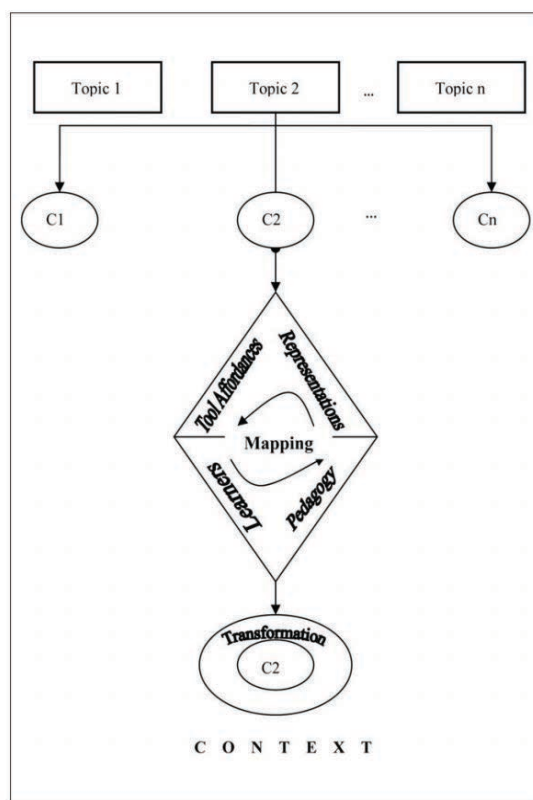 Topic 1 Topic 2 ... Topic n
C1 C2 ... Cn
Tool Affordances Representations
Mapping
Learners Pedagogy
Transformation
C2
C O N T E X T